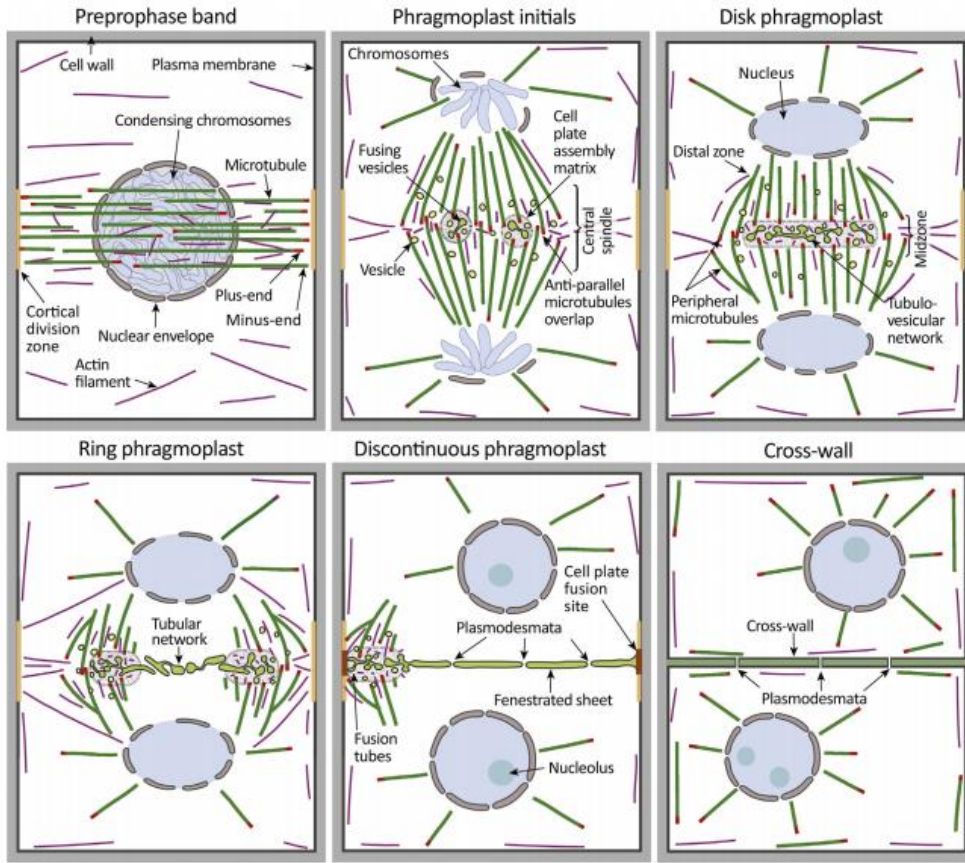 Preprophase band
Cell wall
Plasma membrane
Condensing chromosomes
Microtubule
Plus-end
Minus-end
Cortical
division
zone
Nuclear envelope
Actin
filament
Phragmoplast initials
Chromosomes
Fusing
vesicles
Cell
plate
assembly
matrix
Central
spindle
Vesicle
Anti-parallel
microtubules
overlap
Disk phragmoplast
Nucleus
Distal zone
Midzone
Peripheral
microtubules
Tubulo-
vesicular
network
Ring phragmoplast
Tubular
network
Discontinuous phragmoplast
Cell plate
fusion
site
Plasmodesmata
Fenestrated sheet
Fusion
tubes
Nucleolus
Cross-wall
Cross-wall
Plasmodesmata